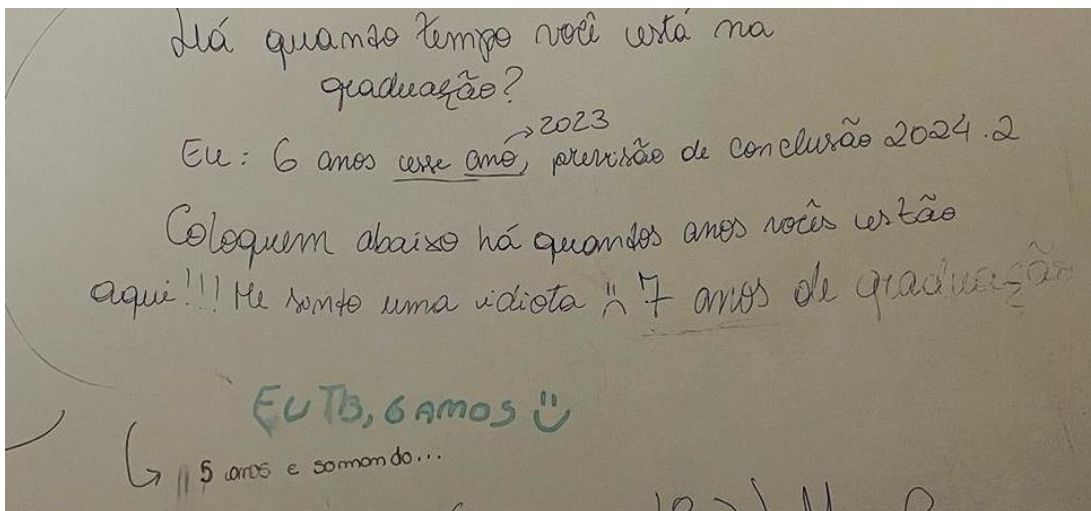 Há quanto tempo você está na
graduação?
→2023
Eu: 6 anos esse ano, previsão de conclusão 2024.2
Coloquem abaixo há quantos anos vocês estão
aqui!!! Me sinto uma idiota :( 7 anos de graduação
EU TB, 6 ANOS :)
↳ 5 anos e somando...